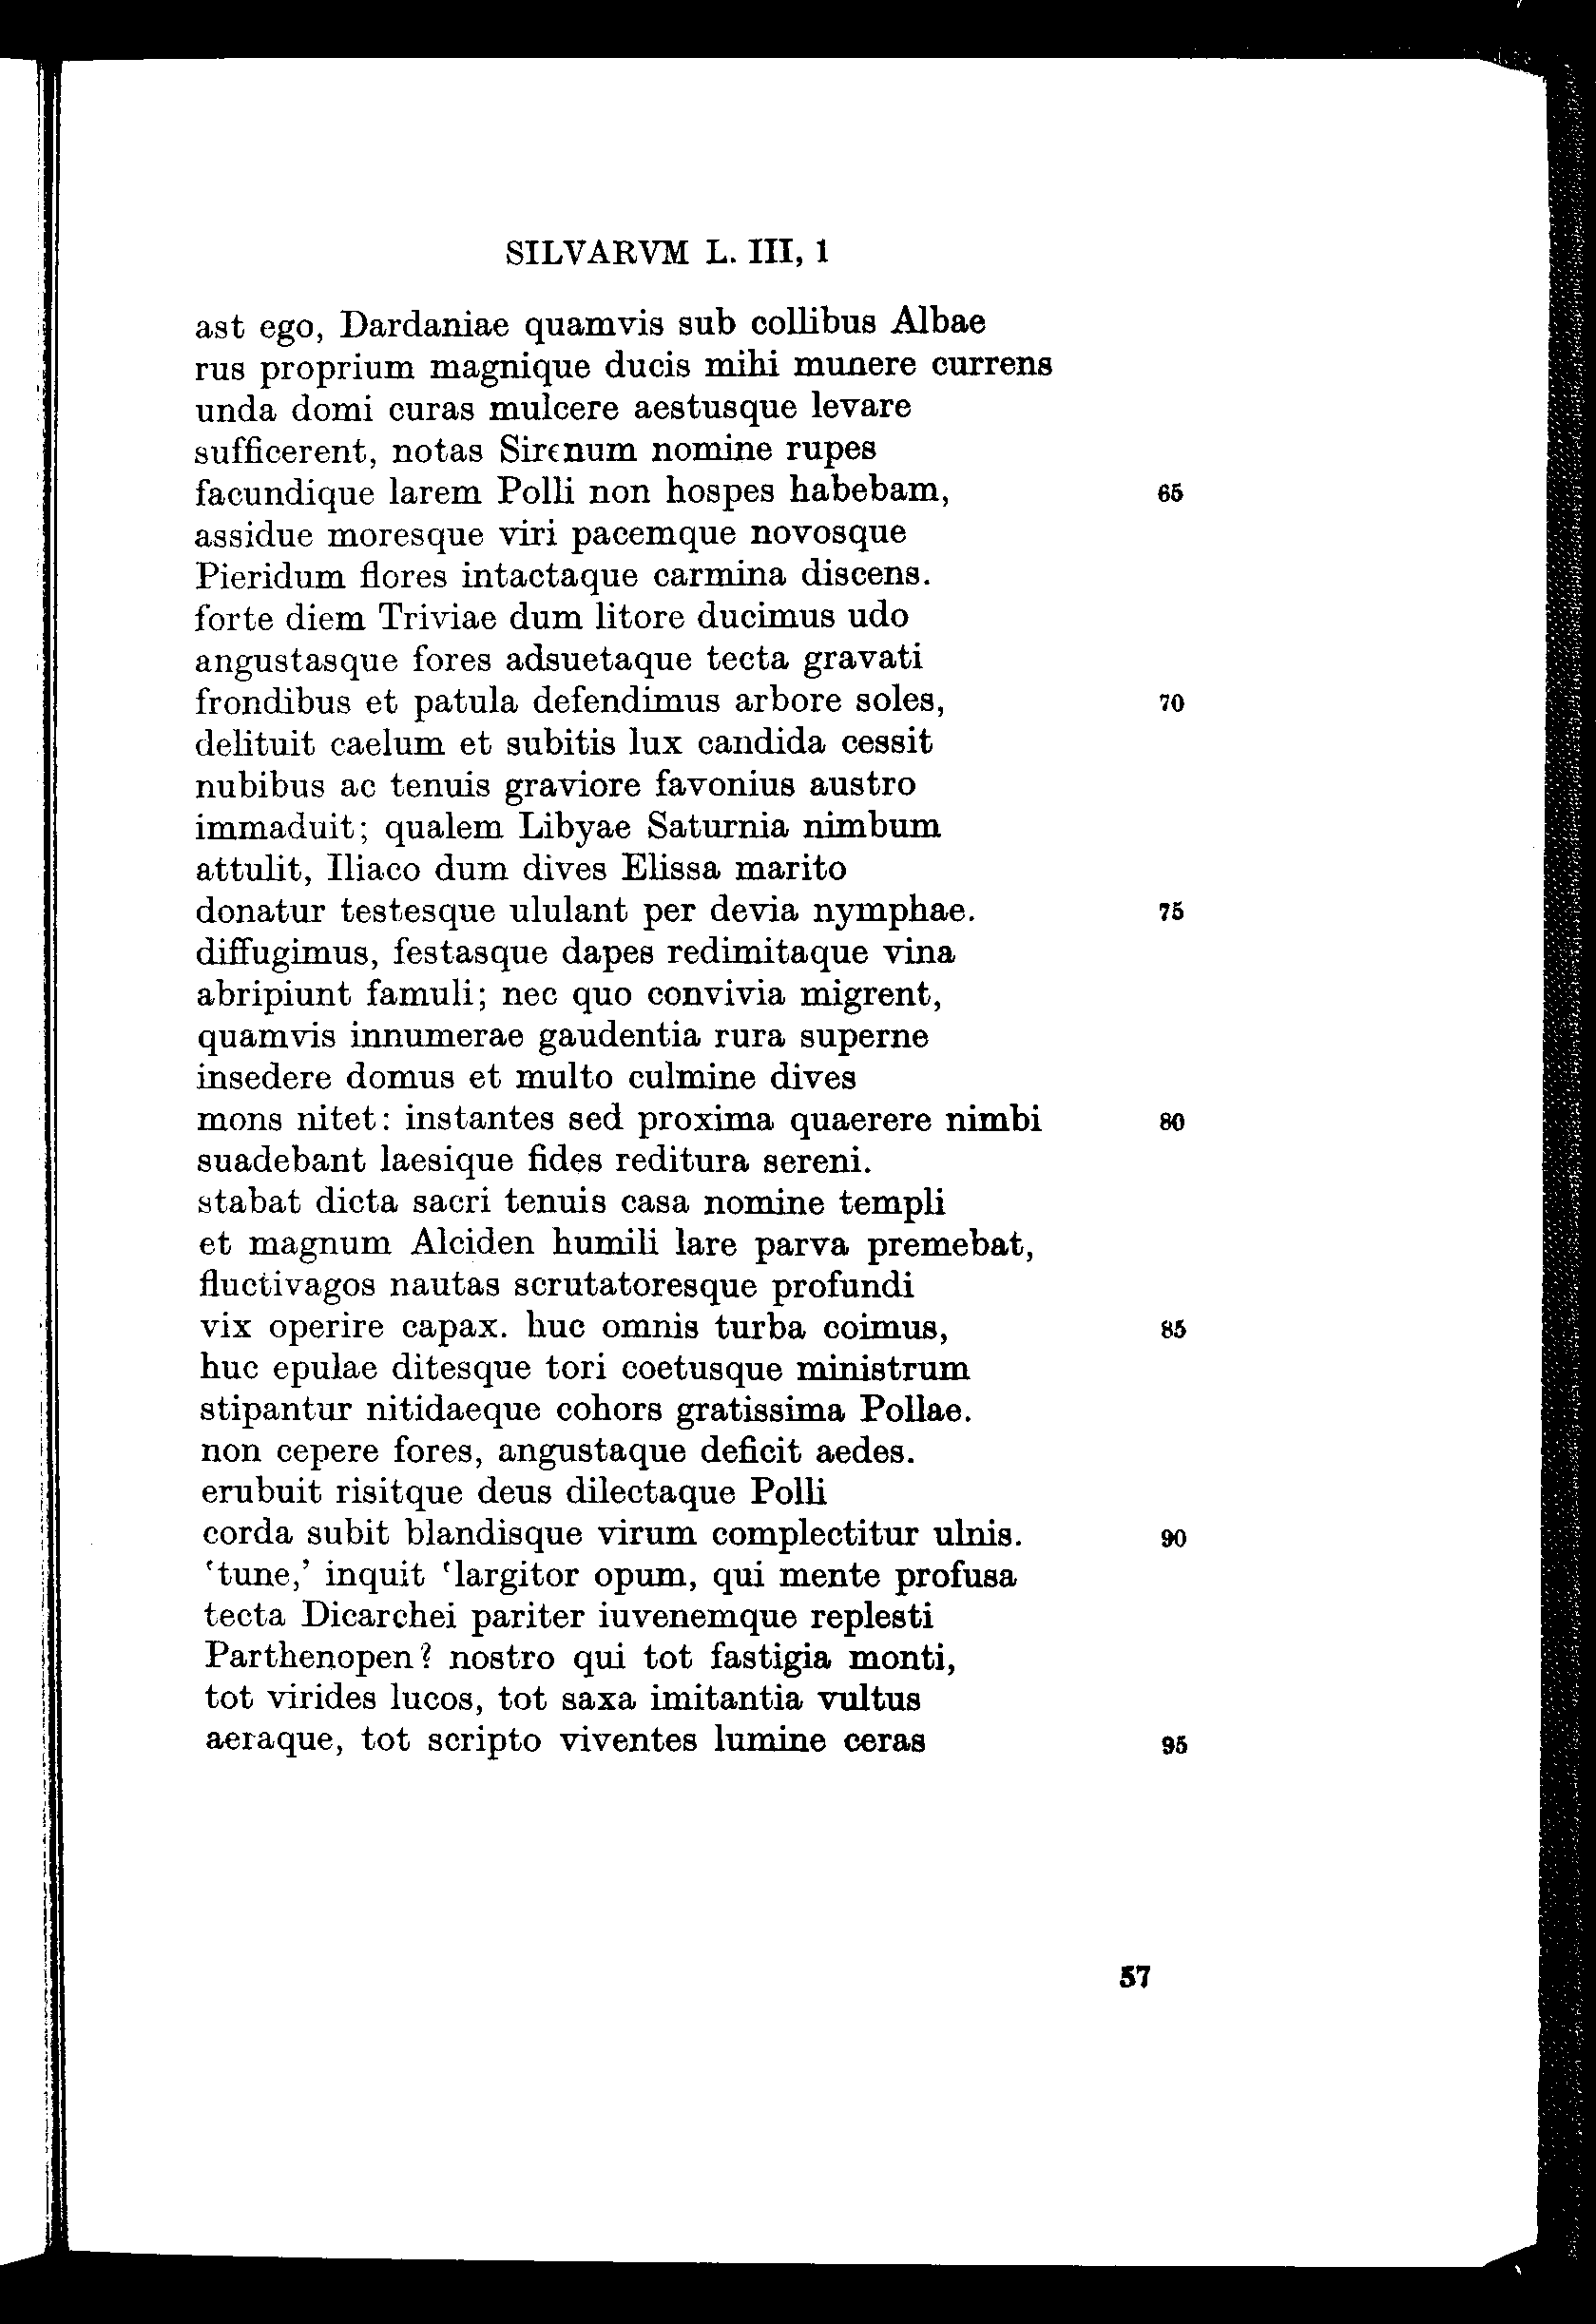 SILVARVM L. III, 1
ast ego, Dardaniae quamvis sub collibus Albae
rus proprium magnique ducis mihi munere currens
unda domi curas mulcere aestusque levare
sufficerent, notas Sirenum nomine rupes
facundique larem Polli non hospes habebam, 65
assidue moresque viri pacemque novosque
Pieridum flores intactaque carmina discens.
forte diem Triviae dum litore ducimus udo
angustasque fores adsuetaque tecta gravati
frondibus et patula defendimus arbore soles, 70
delituit caelum et subitis lux candida cessit
nubibus ac tenuis graviore favonius austro
immaduit; qualem Libyae Saturnia nimbum
attulit, Iliaco dum dives Elissa marito
donatur testesque ululant per devia nymphae. 75
diffugimus, festasque dapes redimitaque vina
abripiunt famuli; nec quo convivia migrent,
quamvis innumerae gaudentia rura superne
insedere domus et multo culmine dives
mons nitet: instantes sed proxima quaerere nimbi 80
suadebant laesique fides reditura sereni.
stabat dicta sacri tenuis casa nomine templi
et magnum Alciden humili lare parva premebat,
fluctivagos nautas scrutatoresque profundi
vix operire capax. huc omnis turba coimus, 85
huc epulae ditesque tori coetusque ministrum
stipantur nitidaeque cohors gratissima Pollae.
non cepere fores, angustaque deficit aedes.
erubuit risitque deus dilectaque Polli
corda subit blandisque virum complectitur ulnis. 90
‘tune,’ inquit ‘largitor opum, qui mente profusa
tecta Dicarchei pariter iuvenemque replesti
Parthenopen? nostro qui tot fastigia monti,
tot virides lucos, tot saxa imitantia vultus
aeraque, tot scripto viventes lumine ceras 95
57